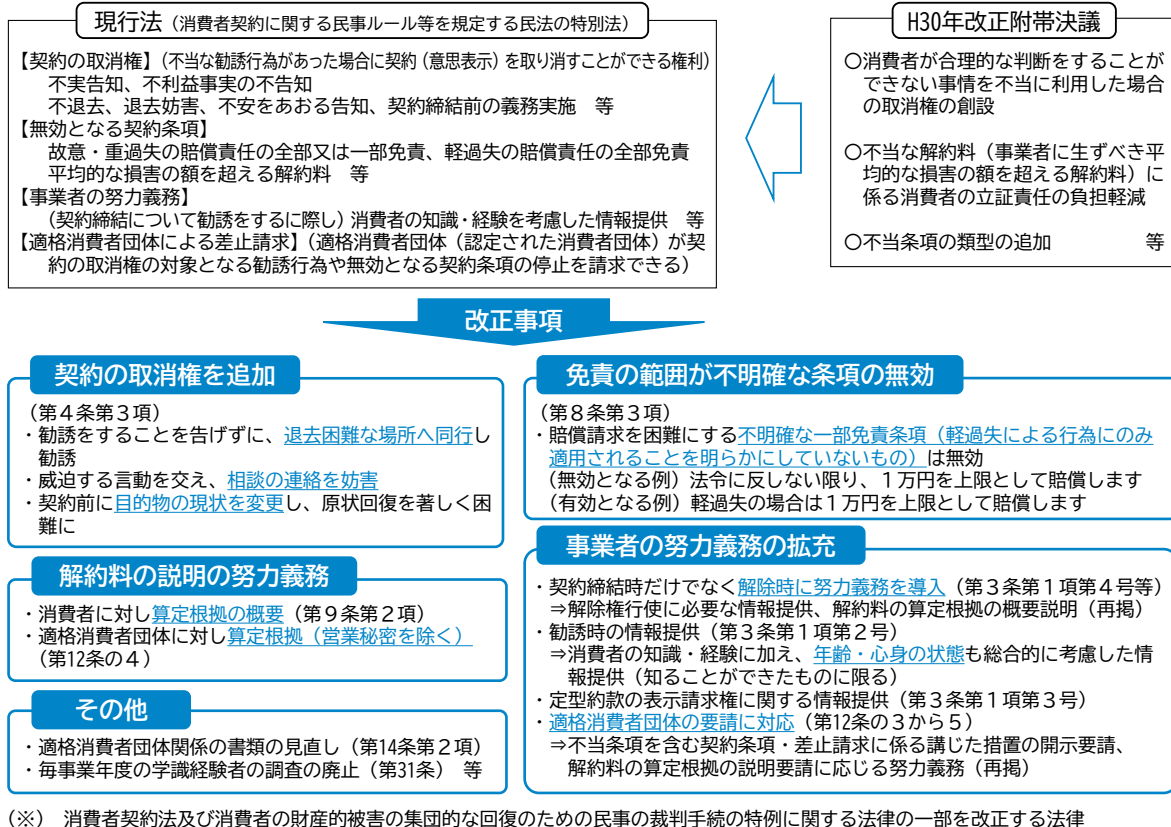 現行法（消費者契約に関する民事ルール等を規定する民法の特別法）
【契約の取消権】（不当な勧誘行為があった場合に契約（意思表示）を取り消すことができる権利）
不実告知、不利益事実の不告知
不退去、退去妨害、不安をあおる告知、契約締結前の義務実施　等
【無効となる契約条項】
故意・重過失の賠償責任の全部又は一部免責、軽過失の賠償責任の全部免責
平均的な損害の額を超える解約料　等
【事業者の努力義務】
（契約締結について勧誘をするに際し）消費者の知識・経験を考慮した情報提供　等
【適格消費者団体による差止請求】（適格消費者団体（認定された消費者団体）が契
約の取消権の対象となる勧誘行為や無効となる契約条項の停止を請求できる）
H30年改正附帯決議
○消費者が合理的な判断をすることが
できない事情を不当に利用した場合
の取消権の創設
○不当な解約料（事業者に生ずべき平
均的な損害の額を超える解約料）に
係る消費者の立証責任の負担軽減
○不当条項の類型の追加　　　等
改正事項
契約の取消権を追加
（第４条第３項）
・勧誘をすることを告げずに、退去困難な場所へ同行し
勧誘
・威迫する言動を交え、相談の連絡を妨害
・契約前に目的物の現状を変更し、原状回復を著しく困
難に
解約料の説明の努力義務
・消費者に対し算定根拠の概要（第９条第２項）
・適格消費者団体に対し算定根拠（営業秘密を除く）
（第12条の４）
その他
・適格消費者団体関係の書類の見直し（第14条第２項）
・毎事業年度の学識経験者の調査の廃止（第31条）　等
免責の範囲が不明確な条項の無効
（第８条第３項）
・賠償請求を困難にする不明確な一部免責条項（軽過失による行為にのみ
適用されることを明らかにしていないもの）は無効
（無効となる例）法令に反しない限り、１万円を上限として賠償します
（有効となる例）軽過失の場合は１万円を上限として賠償します
事業者の努力義務の拡充
・契約締結時だけでなく解除時に努力義務を導入（第３条第１項第４号等）
⇒解除権行使に必要な情報提供、解約料の算定根拠の概要説明（再掲）
・勧誘時の情報提供（第３条第１項第２号）
⇒消費者の知識・経験に加え、年齢・心身の状態も総合的に考慮した情
報提供（知ることができたものに限る）
・定型約款の表示請求権に関する情報提供（第３条第１項第３号）
・適格消費者団体の要請に対応（第12条の３から５）
⇒不当条項を含む契約条項・差止請求に係る講じた措置の開示要請、
解約料の算定根拠の説明要請に応じる努力義務（再掲）
（※）　消費者契約法及び消費者の財産的被害の集団的な回復のための民事の裁判手続の特例に関する法律の一部を改正する法律